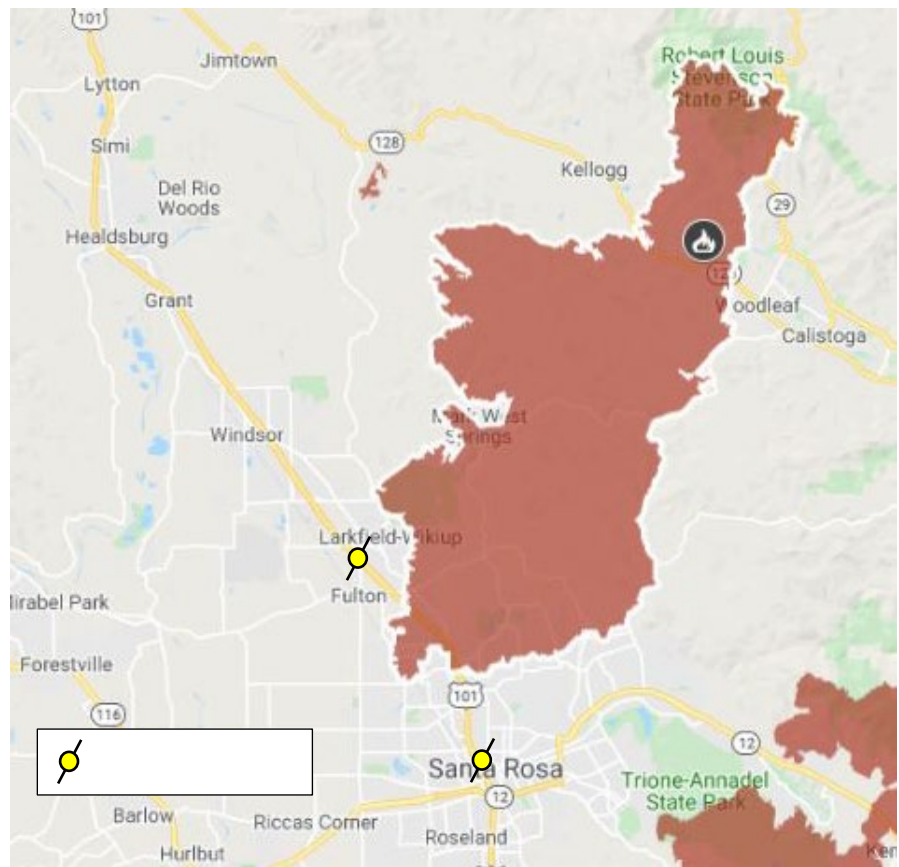 101
Jimtown
Lytton
Robert Louis
Stevenson
State Park
128
Simi
Kellogg
Del Rio
Woods
29
Healdsburg
Grant
Woodleaf
Calistoga
Mark West
Springs
Windsor
Larkfield-Wikiup
Fulton
Mirabel Park
Forestville
101
116
12
Santa Rosa
12
Trione-Annadel
State Park
Barlow
Riccas Corner
Roseland
Hurlbut
Ken